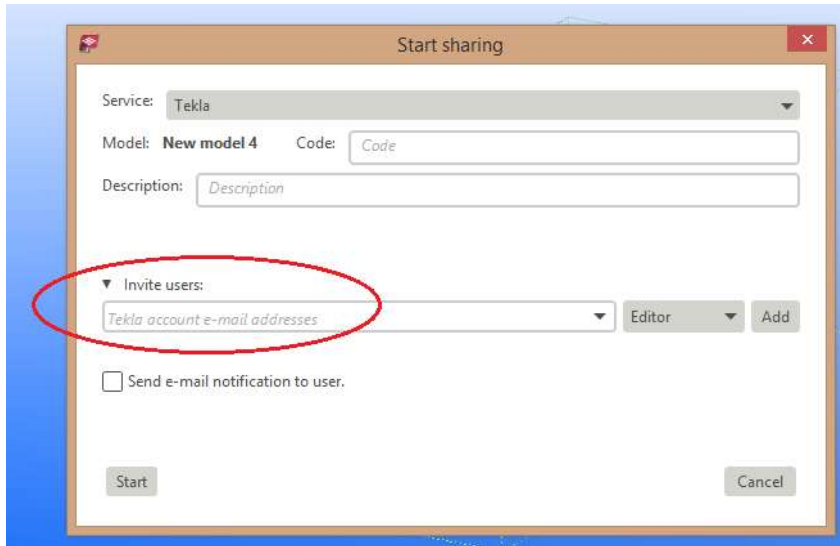 Start sharing
Service: Tekla
Model: New model 4 Code: Code
Description: Description
Invite users:
Tekla account e-mail addresses Editor Add
Send e-mail notification to user.
Start Cancel